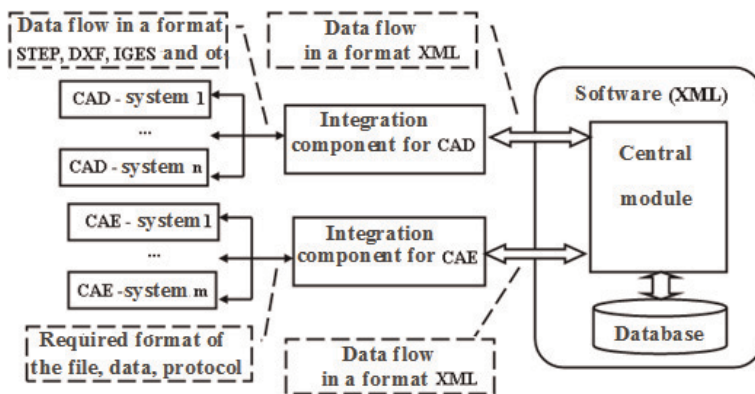 Data flow in a format
STEP, DXF, IGES and ot-
Data flow
in a format XML
CAD - system 1
...
CAD - system n
Integration
component for CAD
Software (XML)
Central
module
CAE - system 1
...
CAE -system m
Integration
component for CAE
Database
Required format of
the file, data, protocol
Data flow
in a format XML